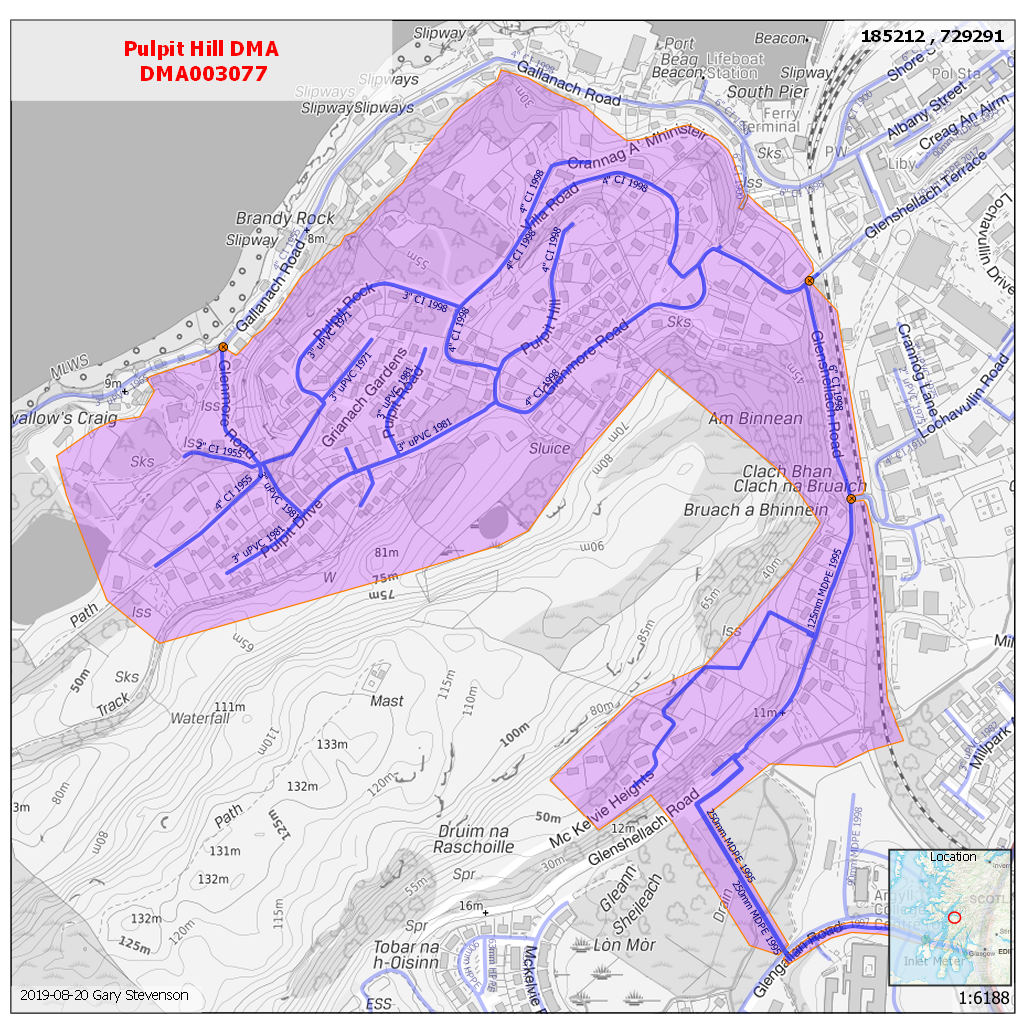 Pulpit Hill DMA
DMA003077
185212 , 729291
Slipway
Slipways
Slipways
SlipwaySlipways
Gallanach Road
Port
Beag
Beacon
Beacon
Lifeboat
Station
South Pier
Slipway
Shore S
Pol Sta
Albany Street
Creag An Airm
Ferry
Terminal
PW
Liby
Sks
Iss
Glenshellach Terrace
Lochavullin Drive
Crannag A' Mhinisteir
30m
4" CI 1998
4" CI 1998
Villa Road
4" CI 1998
4" CI 1998
Brandy Rock
Slipway
8m
Gallanach Road
55m
Pulpit Rock
3" CI 1998
3" uPVC 1971
4" CI 1998
Pulpit Hill
Glenmore Road
4" CI 1998
Sks
45m
MLWS
9m
wallow's Craig
Glenmore Road
Iss
Iss
Sks
2" CI 1955
4" CI 1955
3" uPVC 1971
Grianach Gardens
3" uPVC 1981
Pulpit Road
3" uPVC 1981
3" uPVC 1981
3" uPVC 1981
Pulpit Drive
Sluice
70m
80m
90m
Am Binnean
Clach Bhan
Clach na Bruaich
Bruach a Bhinnein
Glenshellach Road
6" CI 1998
Crannog Lane
Lochavullin Road
81m
75m
75m
W
Iss
Path
Sks
50m
Track
65m
Waterfall
111m
110m
Mast
115m
110m
100m
85m
65m
40m
Iss
80m
125mm MDPE 1995
11m
Millpark
133m
132m
120m
80m
80m
Path
125m
131m
132m
132m
125m
120m
115m
Druim na
Raschoille
Spr
55m
Spr
16m
Tobar na
h-Oisinn
ESS
50m
30m
12m
Mc Kelvie Heights
Glenshellach Road
Gleann
Sheileach
Lòn Mòr
Drain
250mm MDPE 1995
250mm MDPE 1995
Glengallan Road
Location
SCOTL
Glasgow
EDI
Inlet Meter
2019-08-20 Gary Stevenson
1:6188